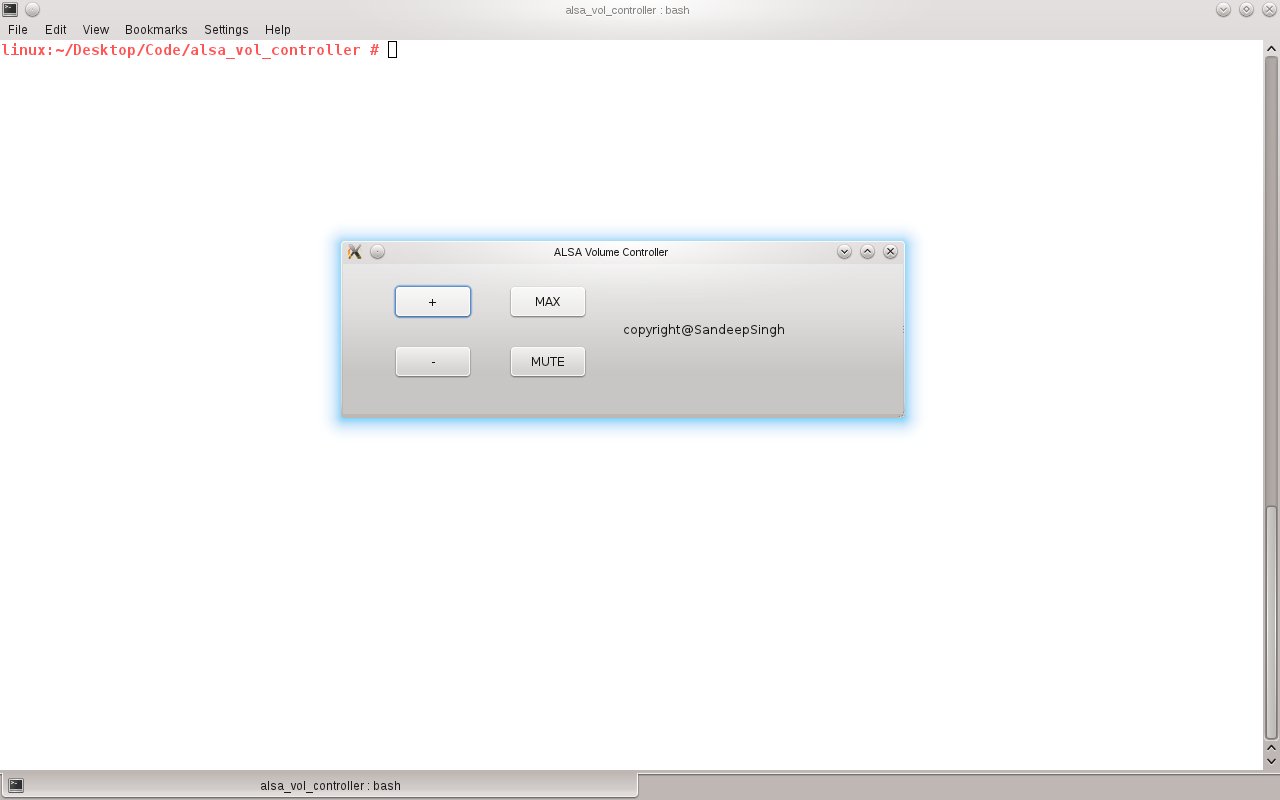 alsa_vol_controller : bash
File Edit View Bookmarks Settings Help
linux:~/Desktop/Code/alsa_vol_controller #
ALSA Volume Controller
+ MAX
copyright@SandeepSingh
- MUTE
alsa_vol_controller : bash